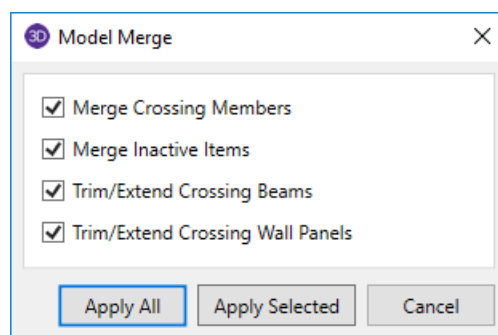 3D Model Merge
Merge Crossing Members
Merge Inactive Items
Trim/Extend Crossing Beams
Trim/Extend Crossing Wall Panels
Apply All Apply Selected Cancel